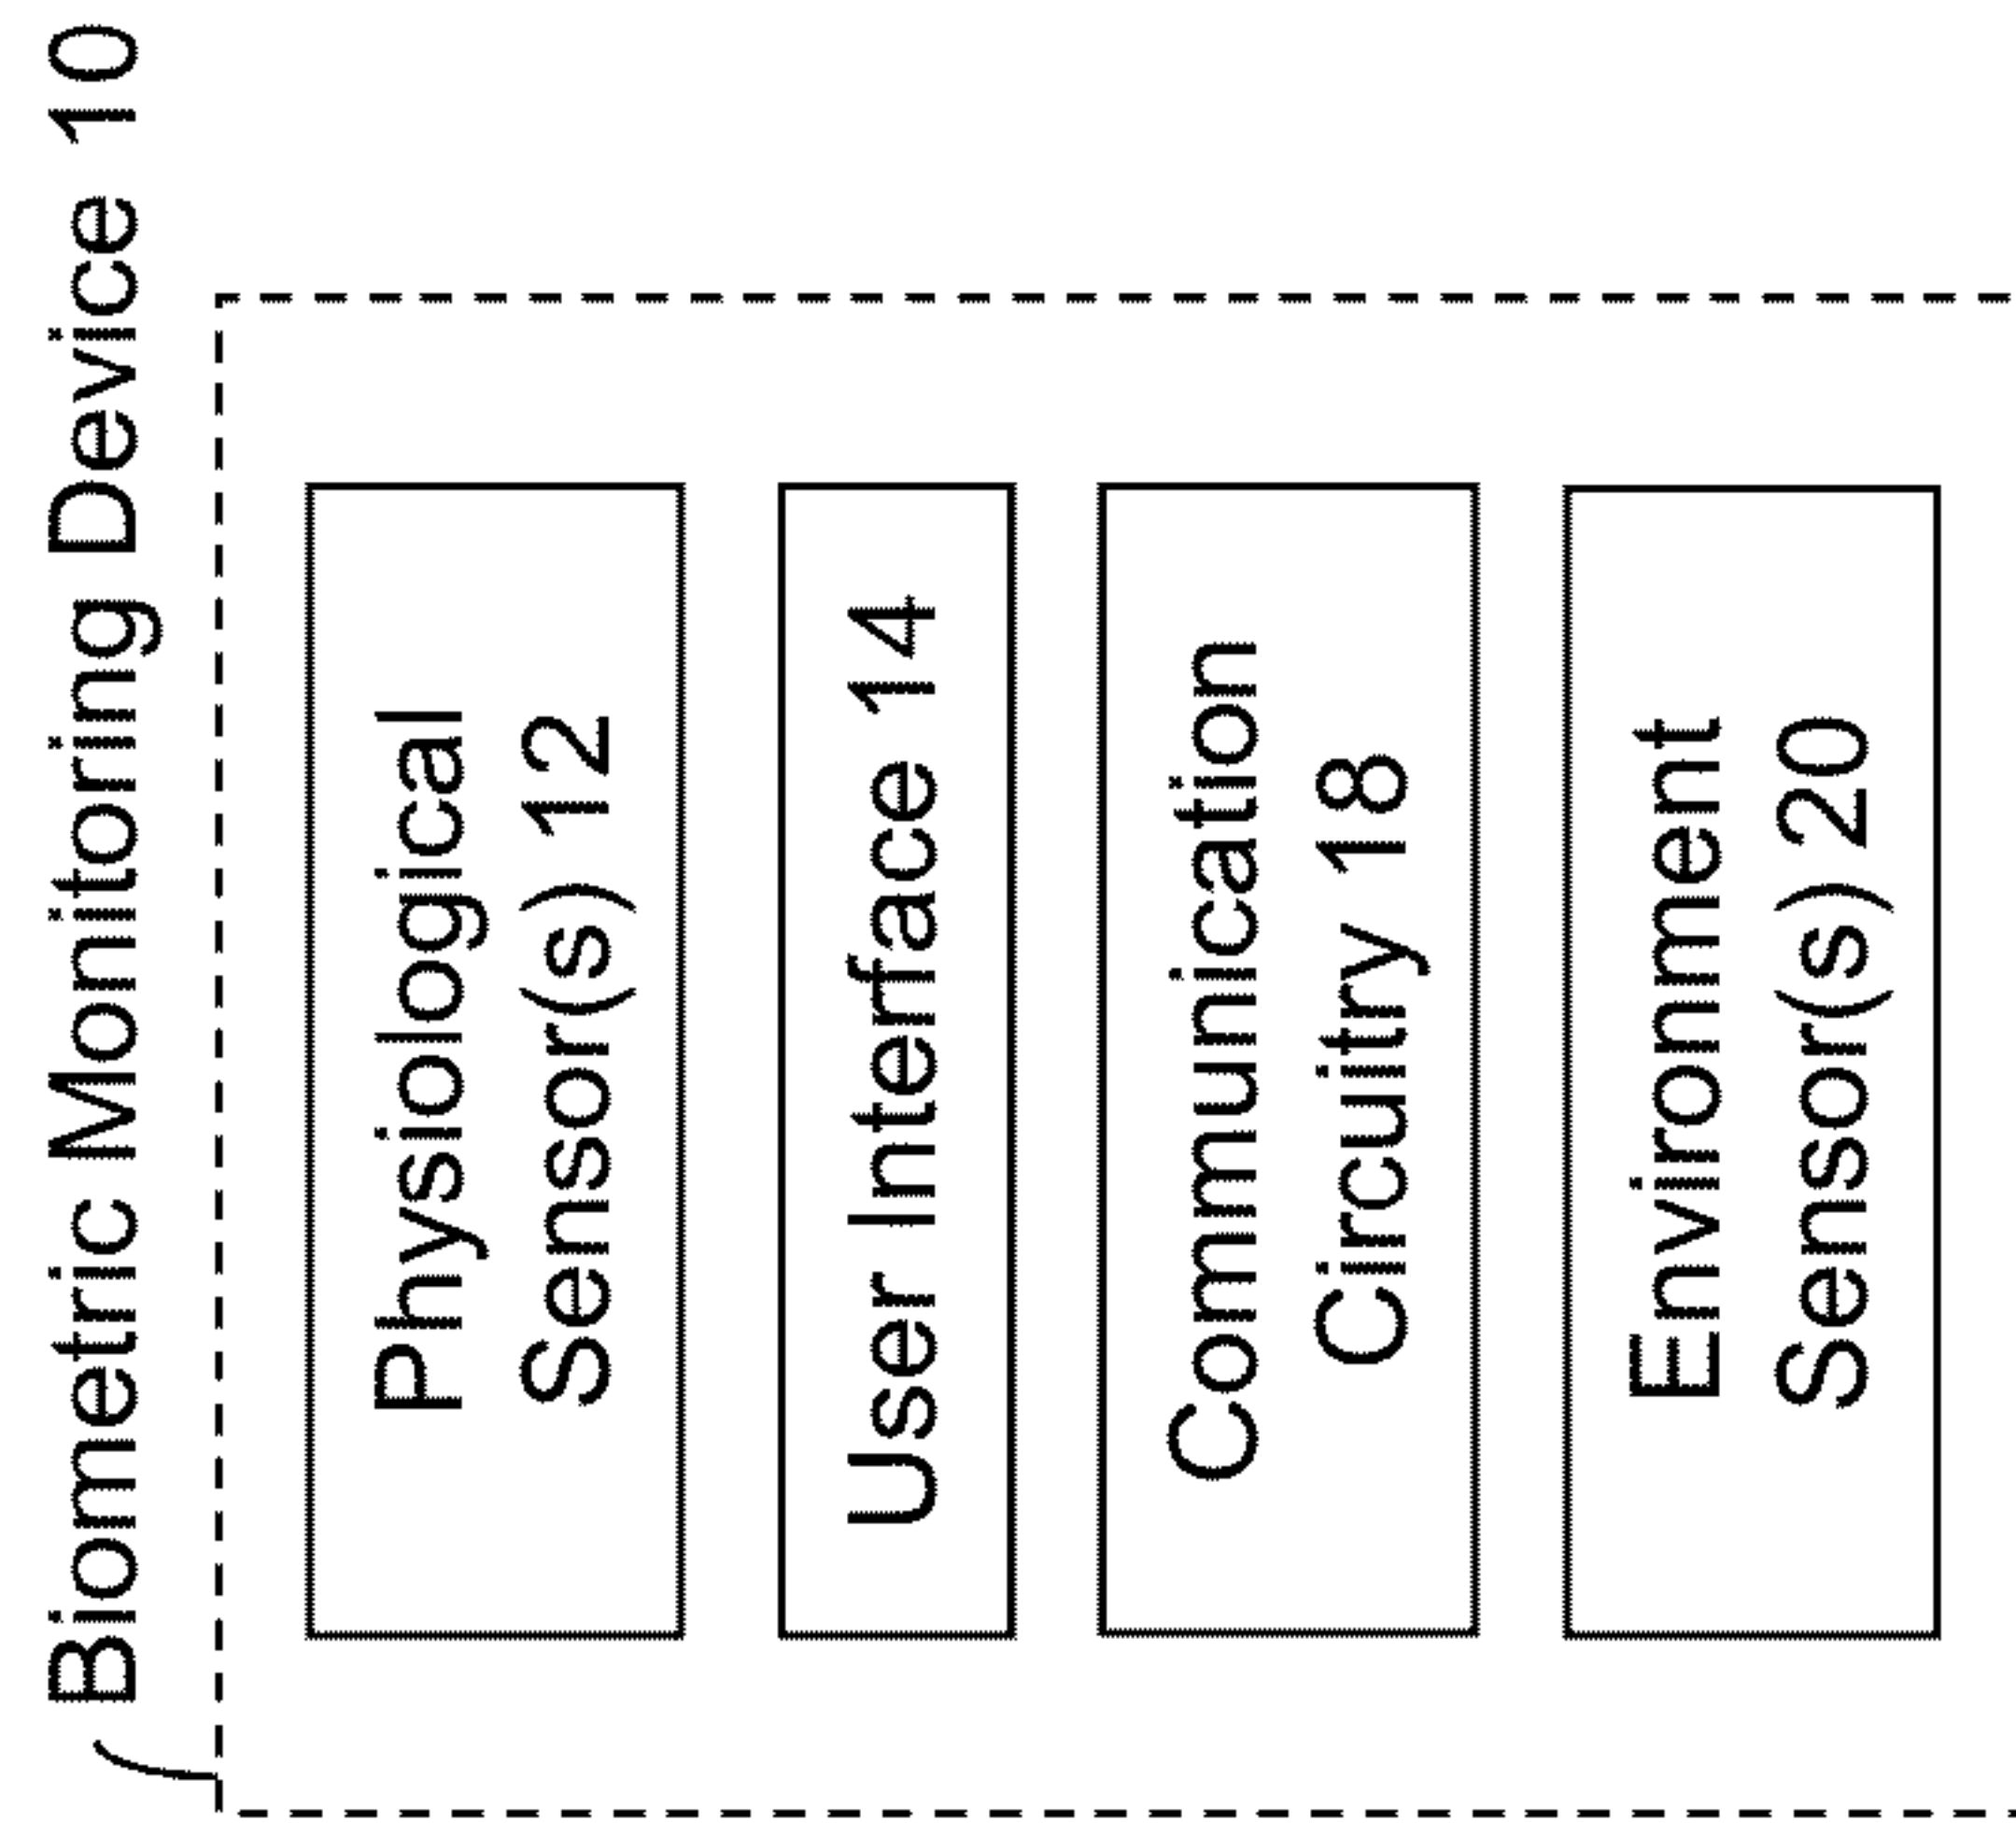 Biometric Monitoring Device 10
Physiological
Sensor(s) 12
User Interface 14
Communication
Circuitry 18
Environment
Sensor(s) 20